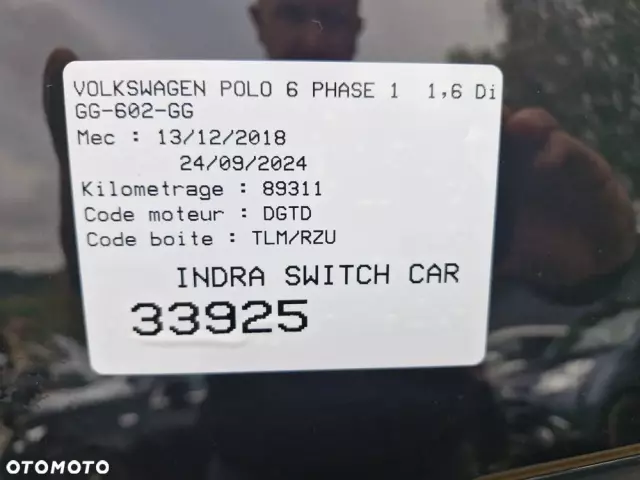 VOLKSWAGEN POLO 6 PHASE 1 1,6 Di
GG-602-GG
Mec : 13/12/2018
24/09/2024
Kilometrage : 89311
Code moteur : DGTD
Code boite : TLM/RZU
INDRA SWITCH CAR
33925
OTOMOTO